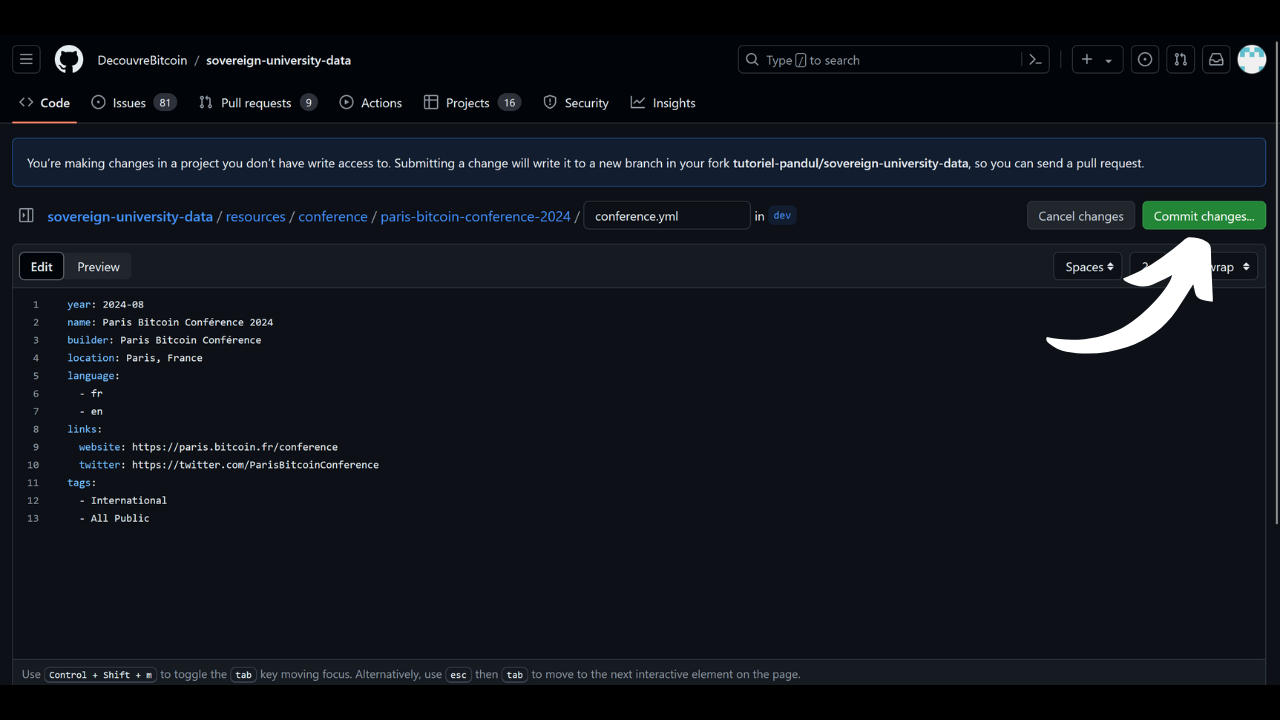 DecouvreBitcoin / sovereign-university-data
Type / to search
Code
Issues 81
Pull requests 9
Actions
Projects 16
Security
Insights
You're making changes in a project you don't have write access to. Submitting a change will write it to a new branch in your fork tutoriel-pandul/sovereign-university-data, so you can send a pull request.
sovereign-university-data / resources / conference / paris-bitcoin-conference-2024 / conference.yml in dev
Cancel changes
Commit changes...
Edit
Preview
Spaces
1 year: 2024-08
2 name: Paris Bitcoin Conférence 2024
3 builder: Paris Bitcoin Conférence
4 location: Paris, France
5 language:
6 - fr
7 - en
8 links:
9 website: https://paris.bitcoin.fr/conference
10 twitter: https://twitter.com/ParisBitcoinConference
11 tags:
12 - International
13 - All Public
Use Control + Shift + m to toggle the tab key moving focus. Alternatively, use esc then tab to move to the next interactive element on the page.